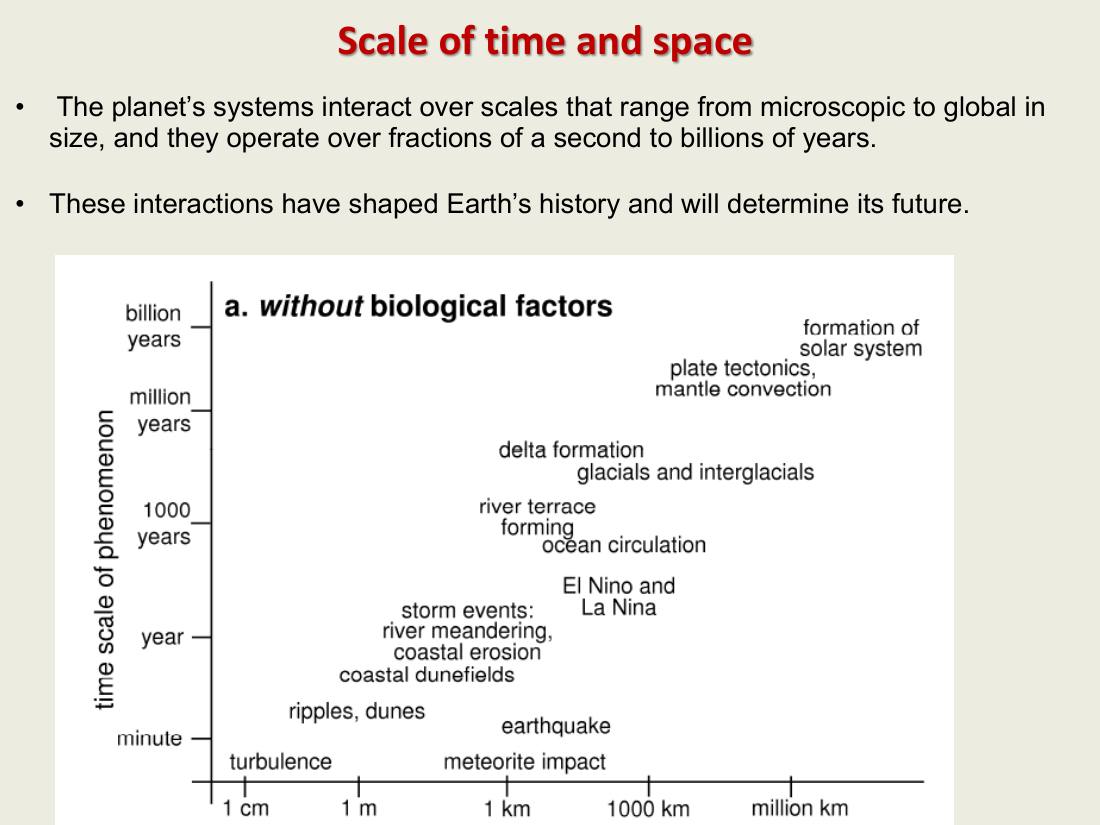 Scale of time and space
• The planet’s systems interact over scales that range from microscopic to global in
size, and they operate over fractions of a second to billions of years.
• These interactions have shaped Earth’s history and will determine its future.
a. without biological factors
billion
years
million
years
1000
years
year
minute
time scale of phenomenon
formation of
solar system
plate tectonics,
mantle convection
delta formation
glacials and interglacials
river terrace
forming
ocean circulation
El Nino and
La Nina
storm events:
river meandering,
coastal erosion
coastal dunefields
ripples, dunes
earthquake
turbulence
meteorite impact
1 cm
1 m
1 km
1000 km
million km